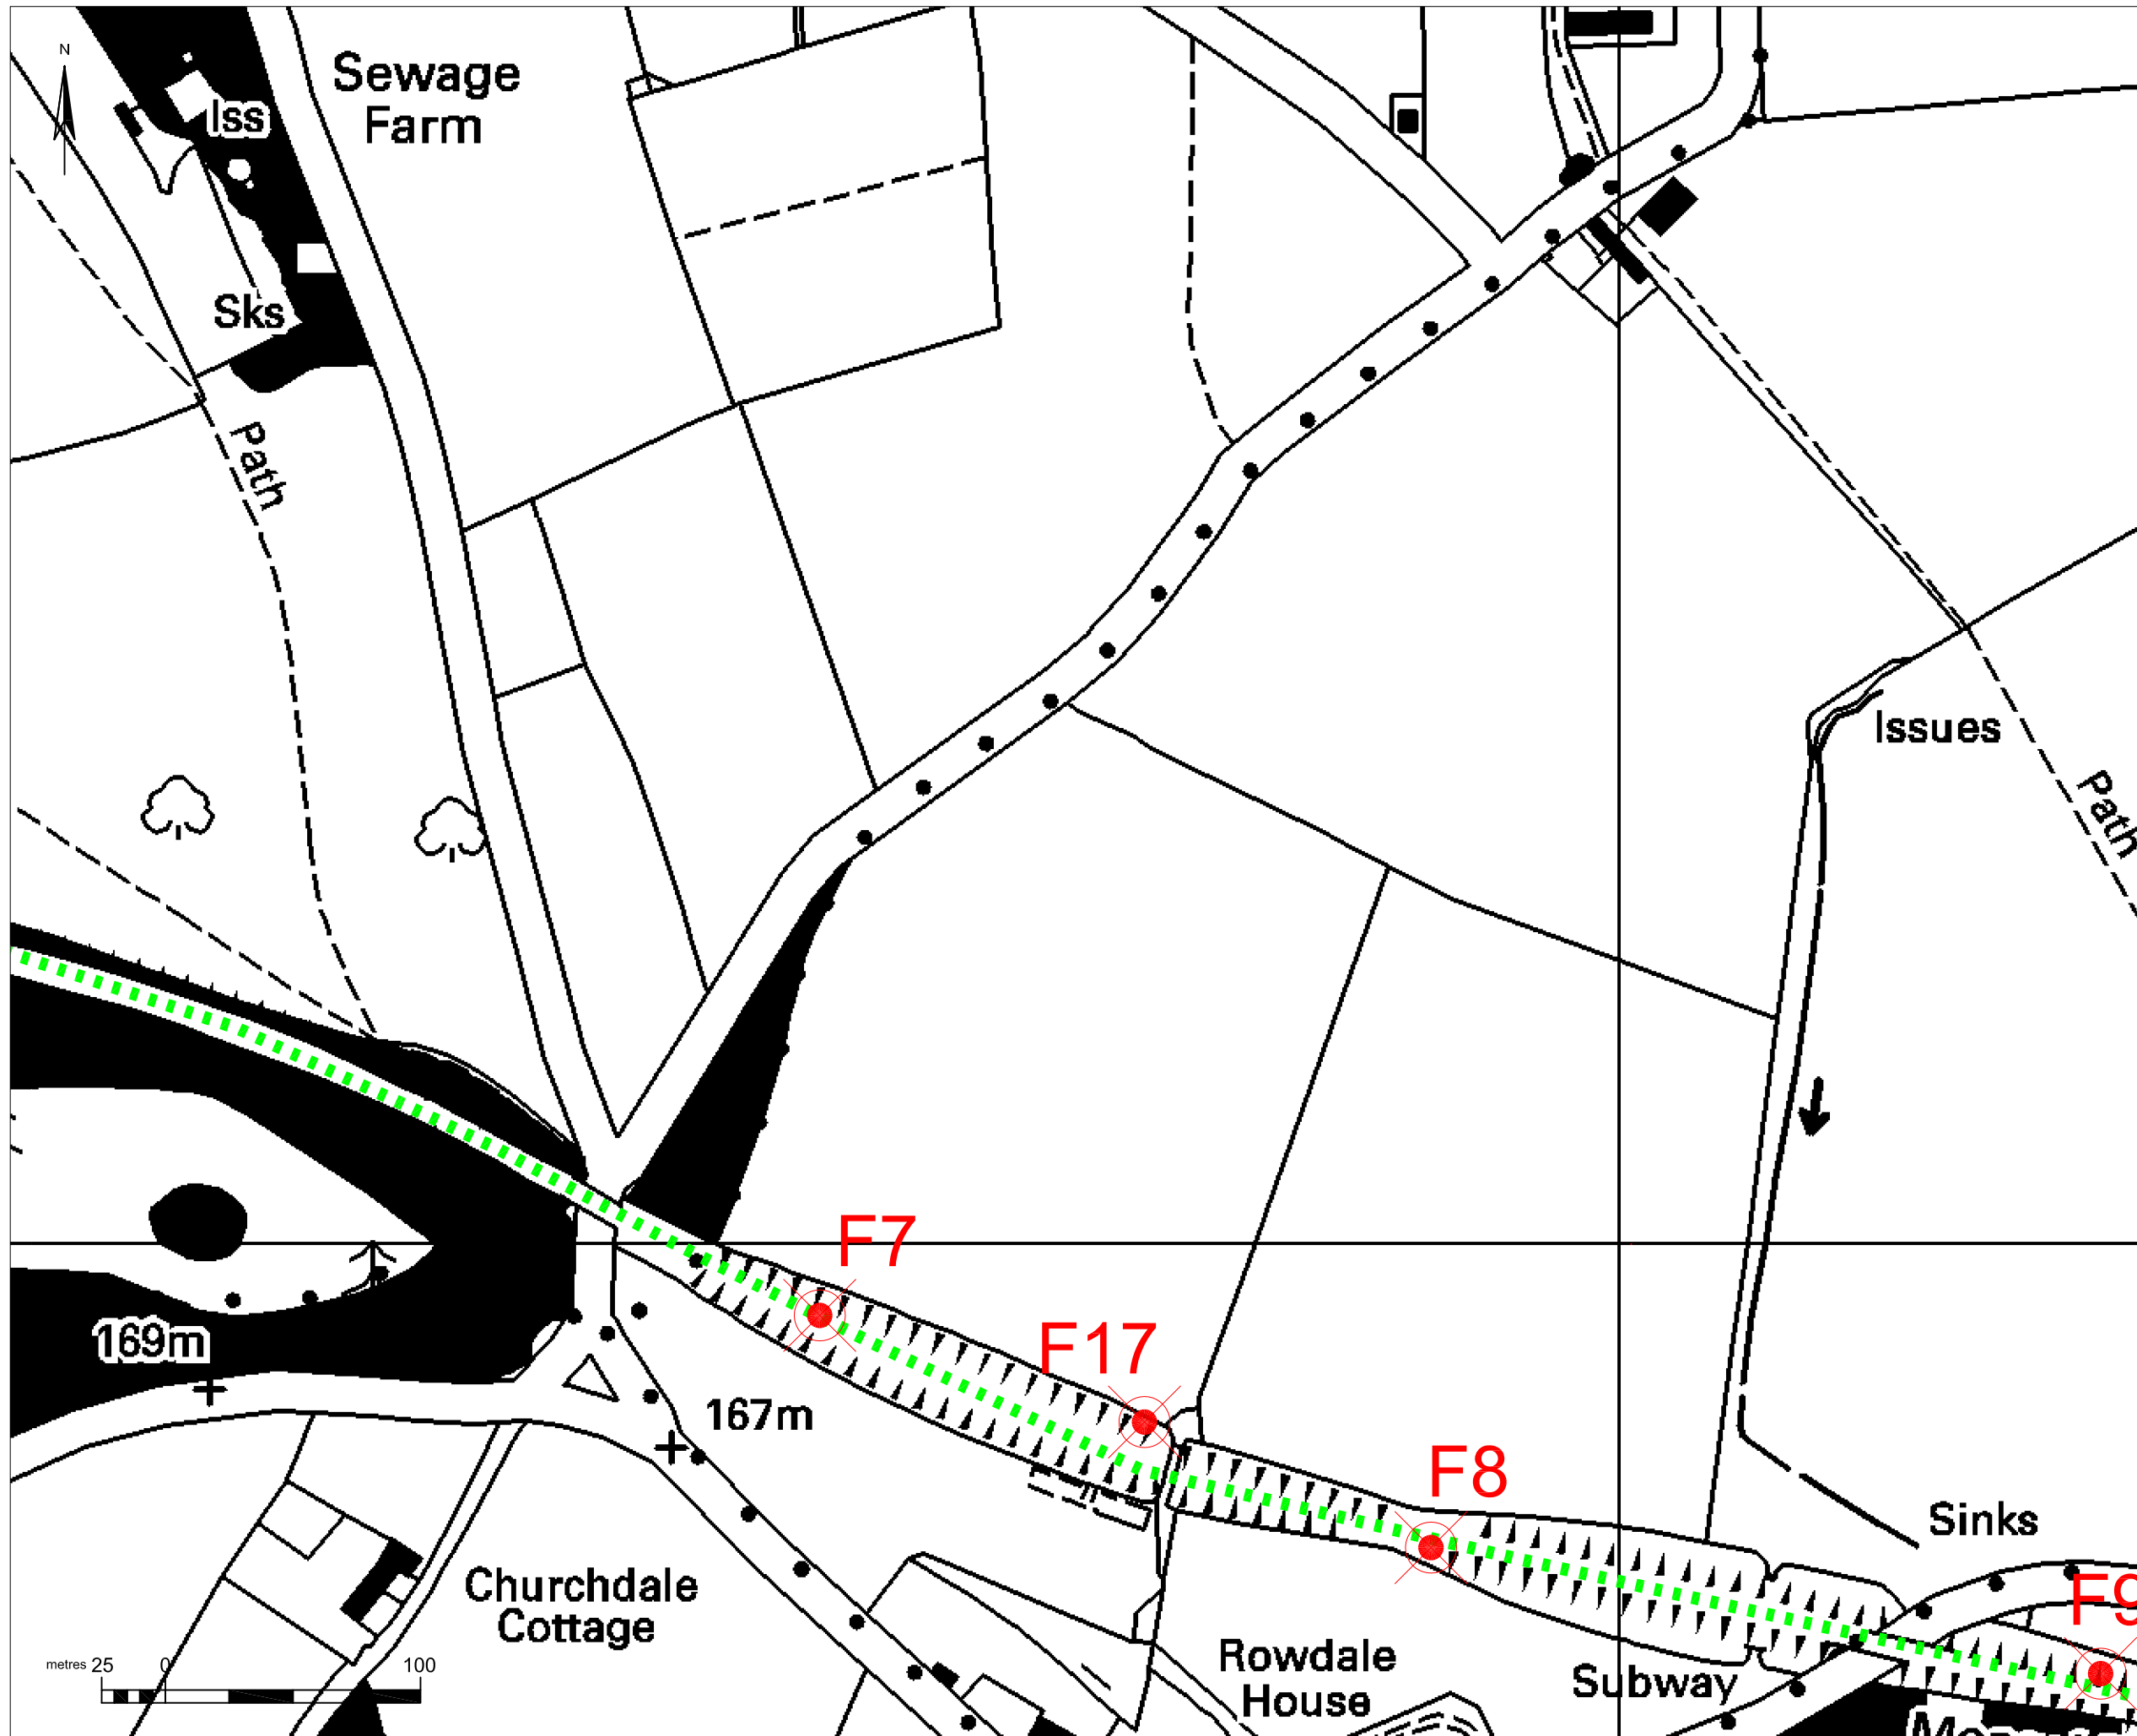 N
Sewage
Farm
Iss
Sks
Path
Issues
Path
F7
F17
169m
167m
F8
Sinks
F9
Churchdale
Cottage
Rowdale
House
Subway
metres 25 0 100